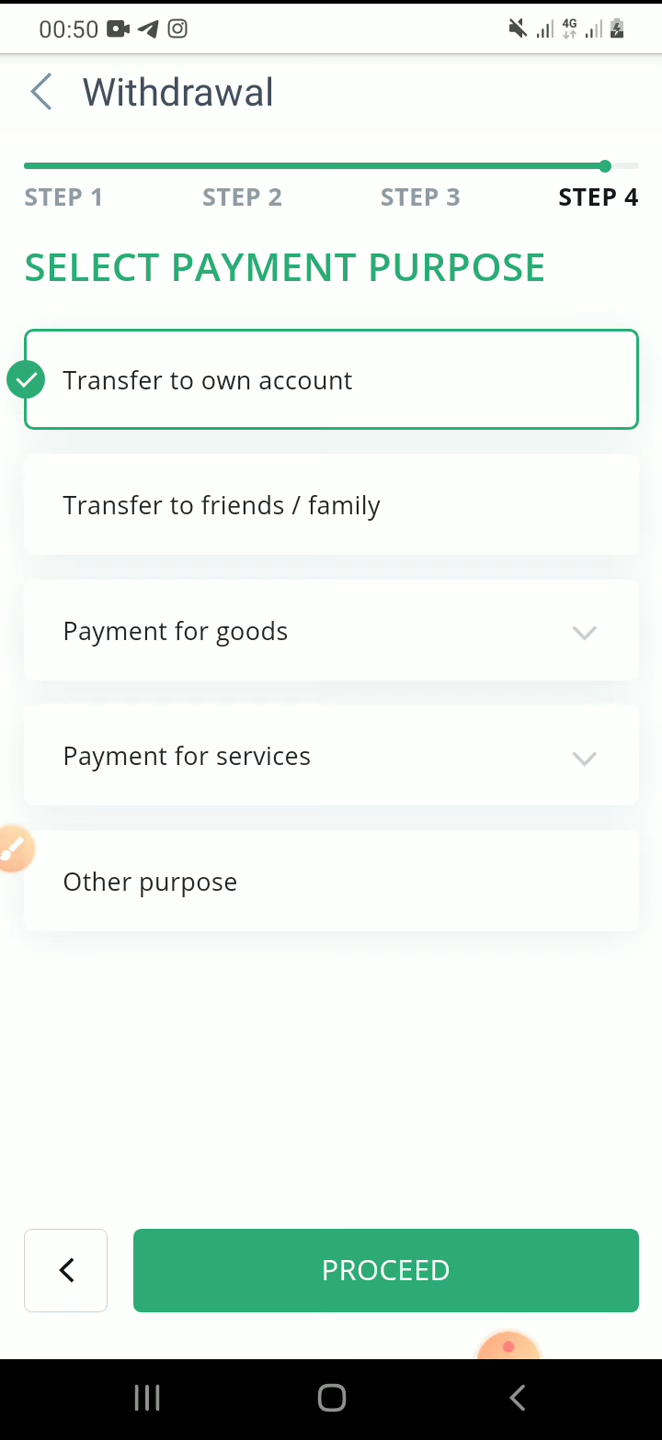 00:50
4G
Withdrawal
STEP 1 STEP 2 STEP 3 STEP 4
SELECT PAYMENT PURPOSE
Transfer to own account
Transfer to friends / family
Payment for goods
Payment for services
Other purpose
PROCEED